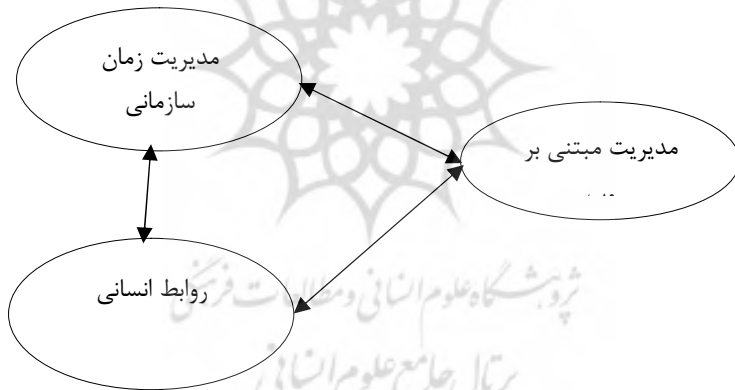 مدیریت زمان
سازمانی
مدیریت مبتنی بر
روابط انسانی
پژوهشگاه علوم انسانی و مطالعات فرهنگی
پرتال جامع علوم انسانی